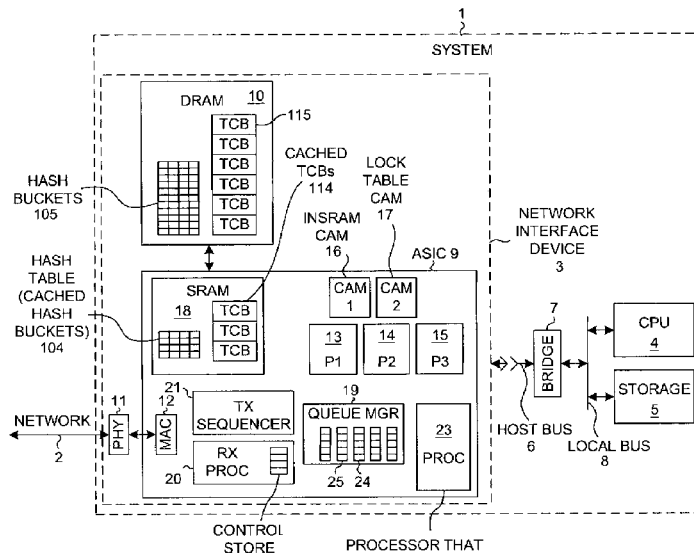 1
SYSTEM
DRAM 10
115
TCB
TCB
TCB
TCB
TCB
TCB
HASH
BUCKETS
105
CACHED
TCBs
114
LOCK
TABLE
CAM
17
INSRAM
CAM
16
NETWORK
INTERFACE
DEVICE
3
ASIC 9
HASH
TABLE
(CACHED
HASH
BUCKETS)
104
SRAM
18
TCB
TCB
TCB
CAM
1
CAM
2
13
P1
14
P2
15
P3
7
BRIDGE
CPU
4
STORAGE
5
HOST BUS
6
LOCAL BUS
8
21
TX
SEQUENCER
19
QUEUE MGR
25
24
23
PROC
NETWORK
2
11
PHY
12
MAC
20
RX
PROC
CONTROL
STORE
PROCESSOR THAT